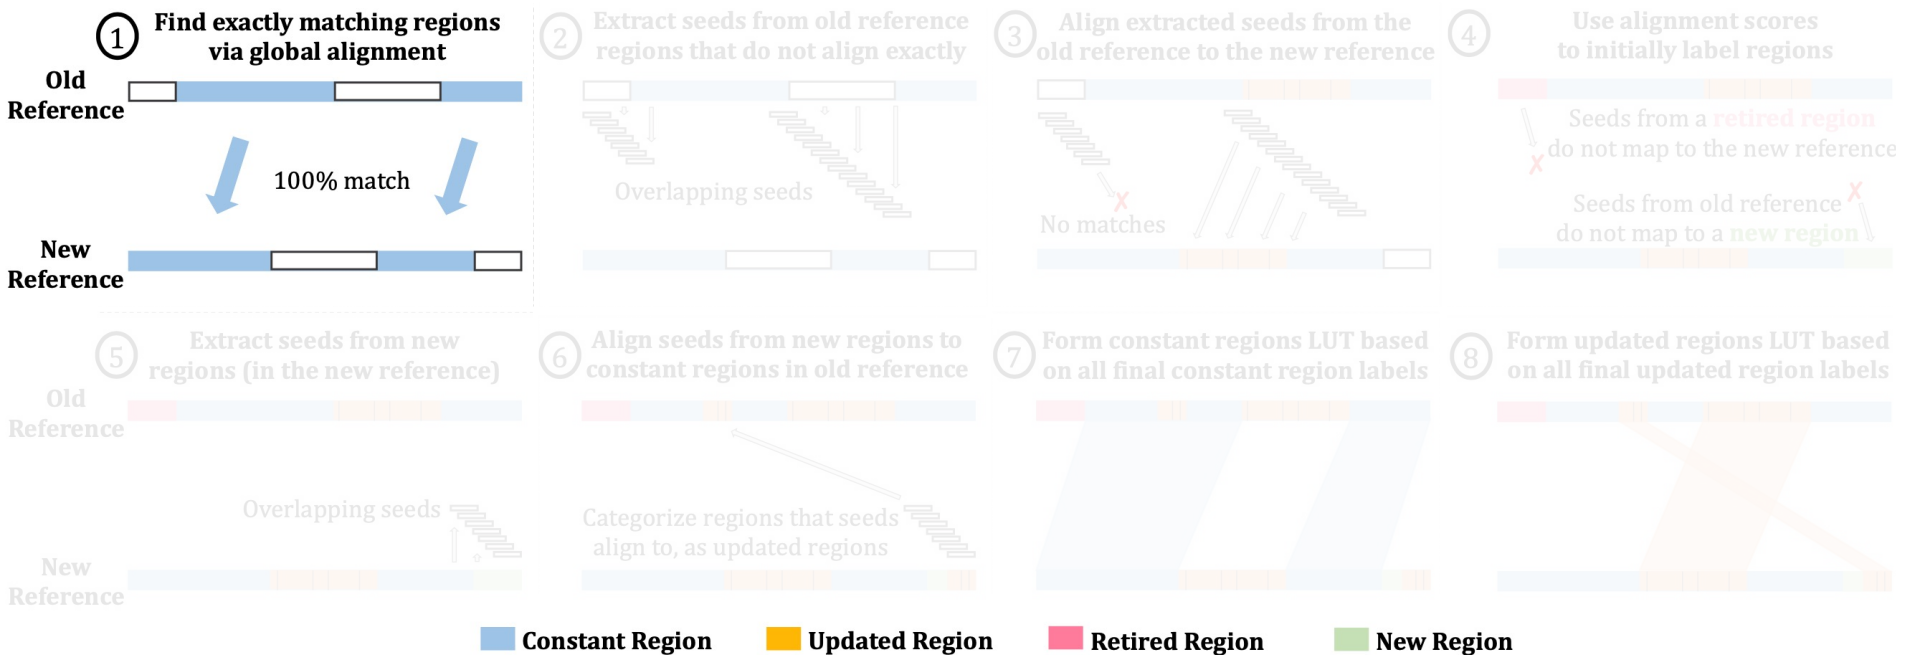 1 Find exactly matching regions
via global alignment
Old
Reference
100% match
New
Reference
2 Extract seeds from old reference
regions that do not align exactly
Overlapping seeds
3 Align extracted seeds from the
old reference to the new reference
No matches
4 Use alignment scores
to initially label regions
Seeds from a retired region
do not map to the new reference
✗
Seeds from old reference
do not map to a new region
5 Extract seeds from new
regions (in the new reference)
Old
Reference
Overlapping seeds
New
Reference
6 Align seeds from new regions to
constant regions in old reference
Categorize regions that seeds
align to, as updated regions
7 Form constant regions LUT based
on all final constant region labels
8 Form updated regions LUT based
on all final updated region labels
Constant Region
Updated Region
Retired Region
New Region